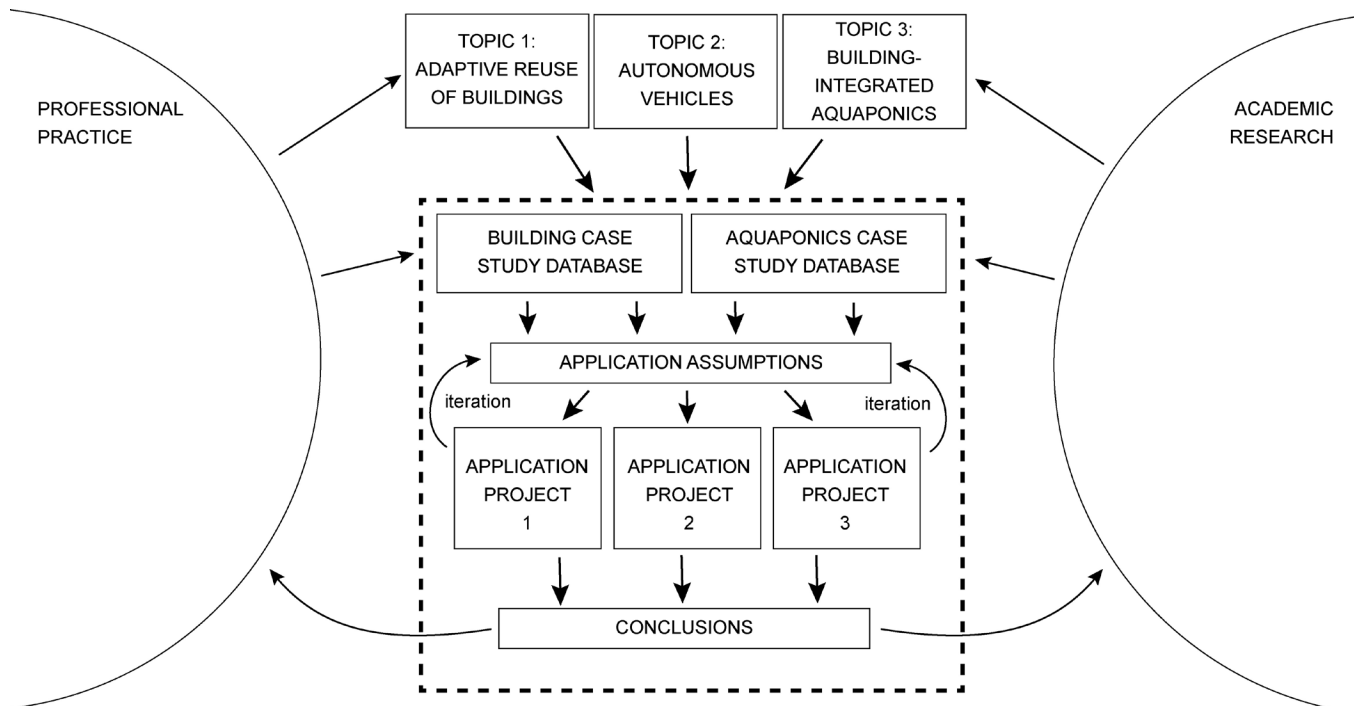 PROFESSIONAL
PRACTICE
TOPIC 1:
ADAPTIVE REUSE
OF BUILDINGS
TOPIC 2:
AUTONOMOUS
VEHICLES
TOPIC 3:
BUILDING-
INTEGRATED
AQUAPONICS
ACADEMIC
RESEARCH
BUILDING CASE
STUDY DATABASE
AQUAPONICS CASE
STUDY DATABASE
APPLICATION ASSUMPTIONS
iteration
iteration
APPLICATION
PROJECT
1
APPLICATION
PROJECT
2
APPLICATION
PROJECT
3
CONCLUSIONS